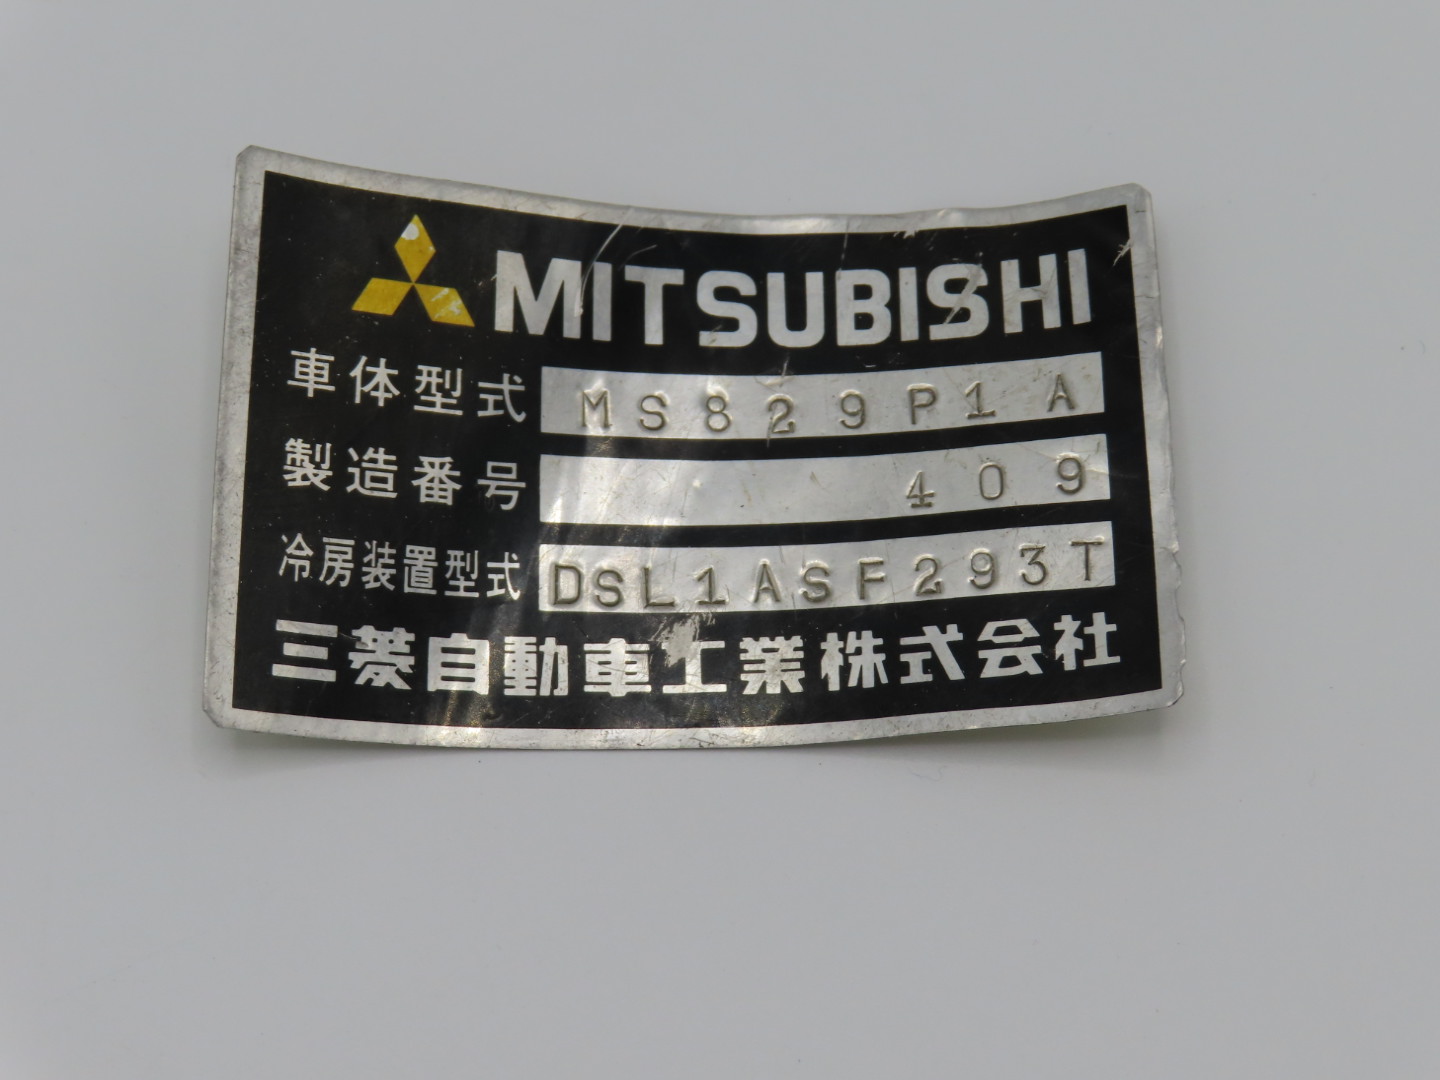 MITSUBISHI
車体型式 MS829P1A
製造番号 409
冷房装置型式 DSL1ASF293T
三菱自動車工業株式会社